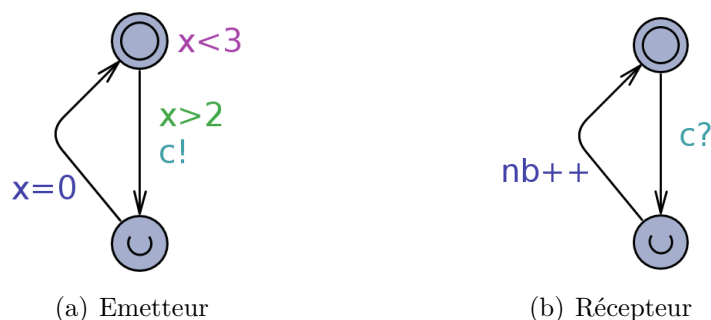 x<3
x>2
c!
x=0
c?
nb++
(a) Emetteur
(b) Récepteur